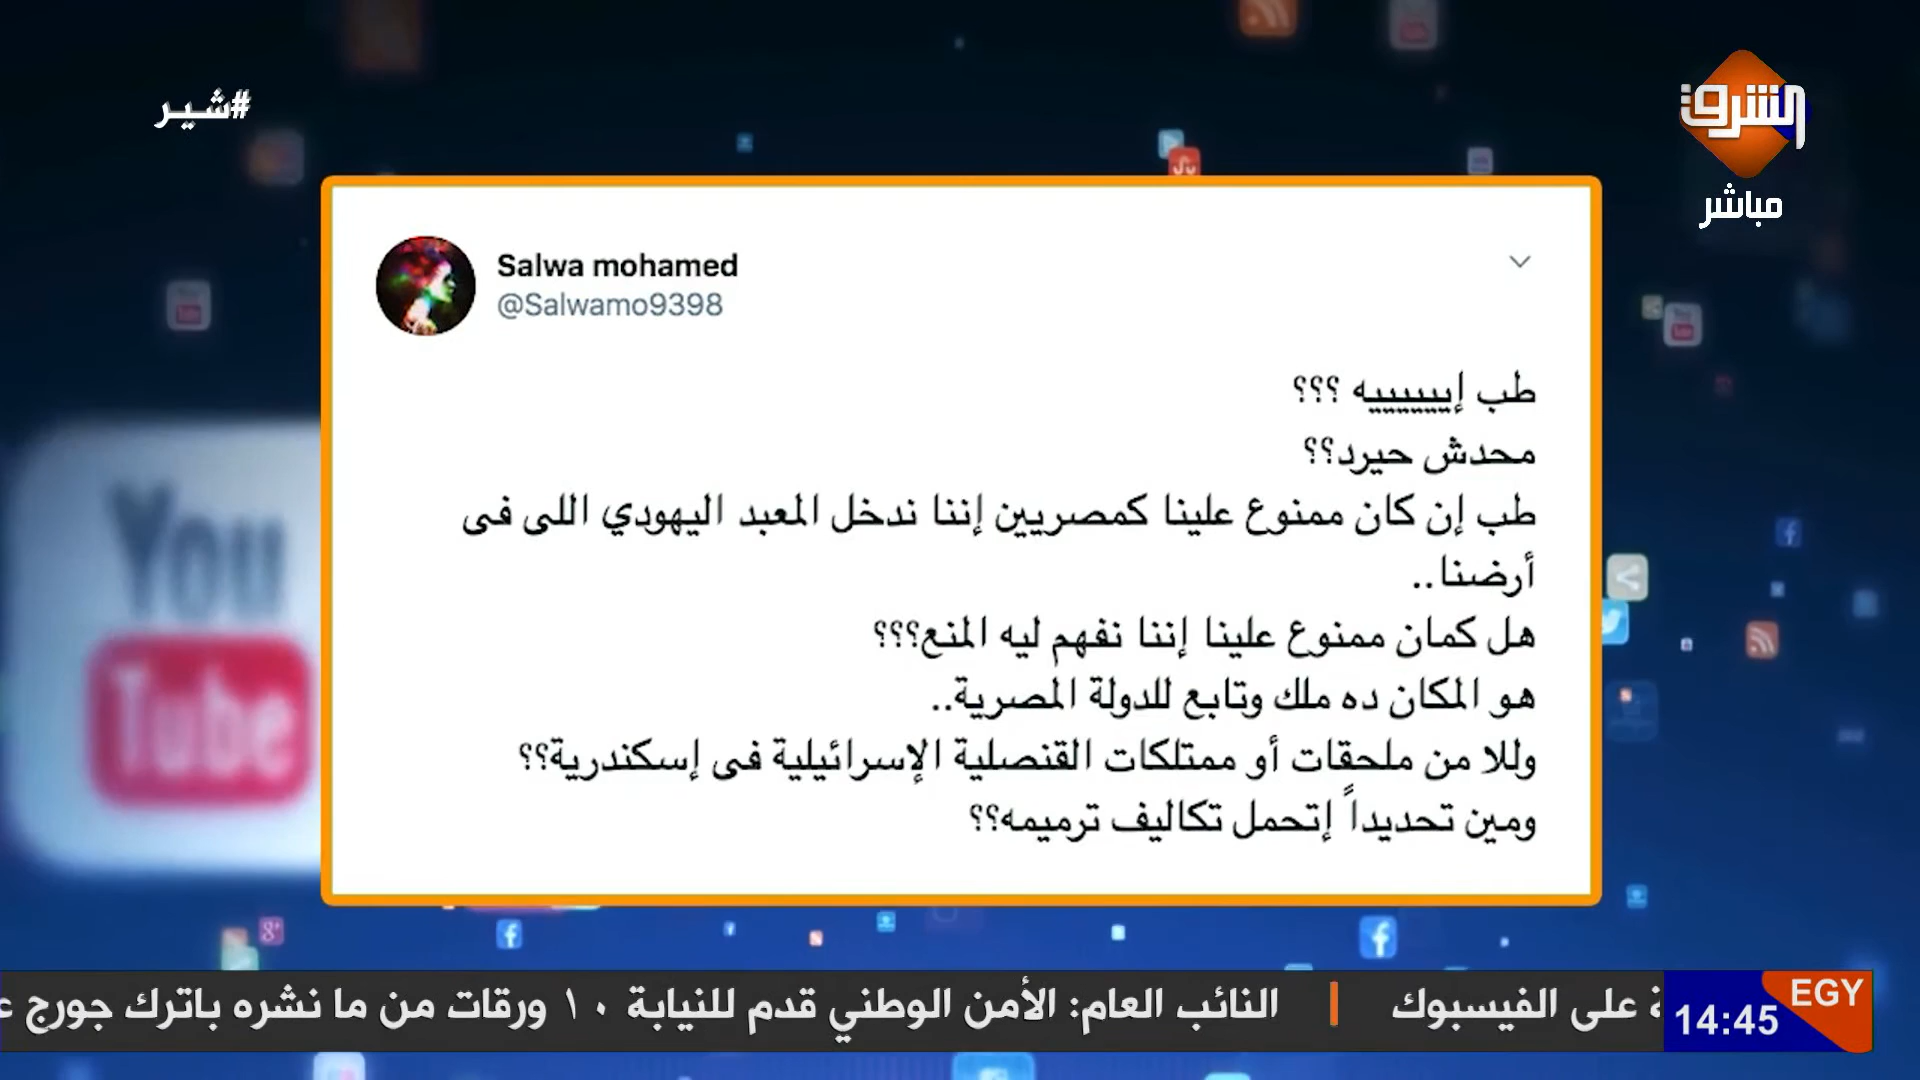 #شير
الشرق
مباشر
Salwa mohamed
@Salwamo9398
طب إيييييييه ؟؟؟
محدش حيرد؟؟
طب إن كان ممنوع علينا كمصريين إننا ندخل المعبد اليهودي اللى فى
أرضنا..
هل كمان ممنوع علينا إننا نفهم ليه المنع؟؟؟
هو المكان ده ملك وتابع للدولة المصرية..
وللا من ملحقات أو ممتلكات القنصلية الإسرائيلية فى إسكندرية؟؟
ومين تحديداً إتحمل تكاليف ترميمه؟؟
You
Tube
على الفيسبوك | النائب العام: الأمن الوطني قدم للنيابة ١٠ ورقات من ما نشره باترك جورج
EGY
14:45